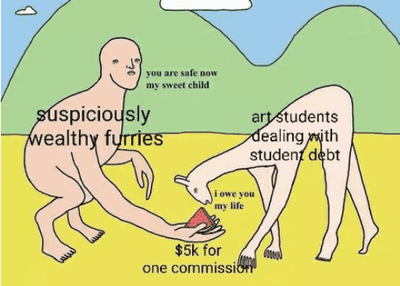 you are safe now
my sweet child
suspiciously
wealthy furries
art students
dealing with
student debt
i owe you
my life
$5k for
one commission